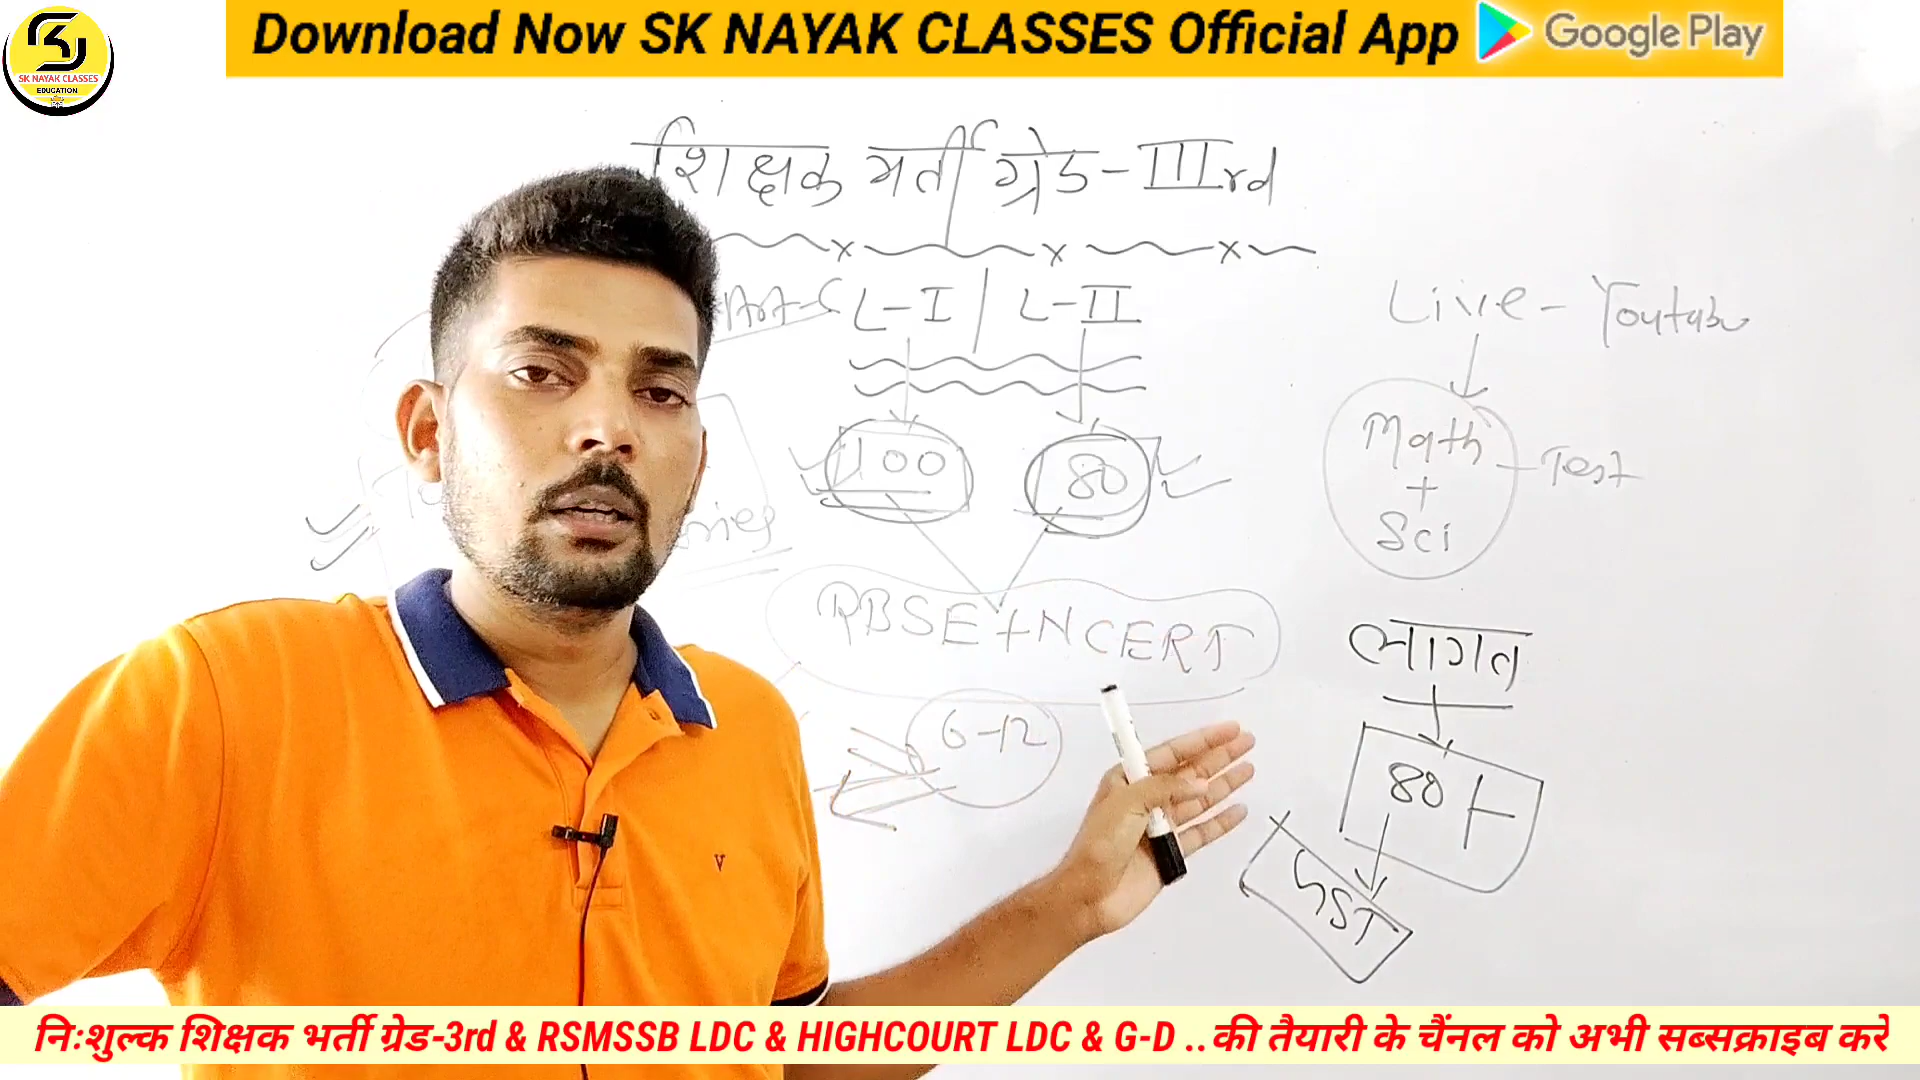 Download Now SK NAYAK CLASSES Official App Google Play
SK NAYAK CLASSES
EDUCATION
शिक्षक भर्ती ग्रेड-IIIrd
L-I / L-II
Live - Youtube
100
80
Math
+
Sci
Test
RBSE+NCERT
6-12
लागत
80 +
GST
निःशुल्क शिक्षक भर्ती ग्रेड-3rd & RSMSSB LDC & HIGHCOURT LDC & G-D ..की तैयारी के चैंनल को अभी सब्सक्राइब करे